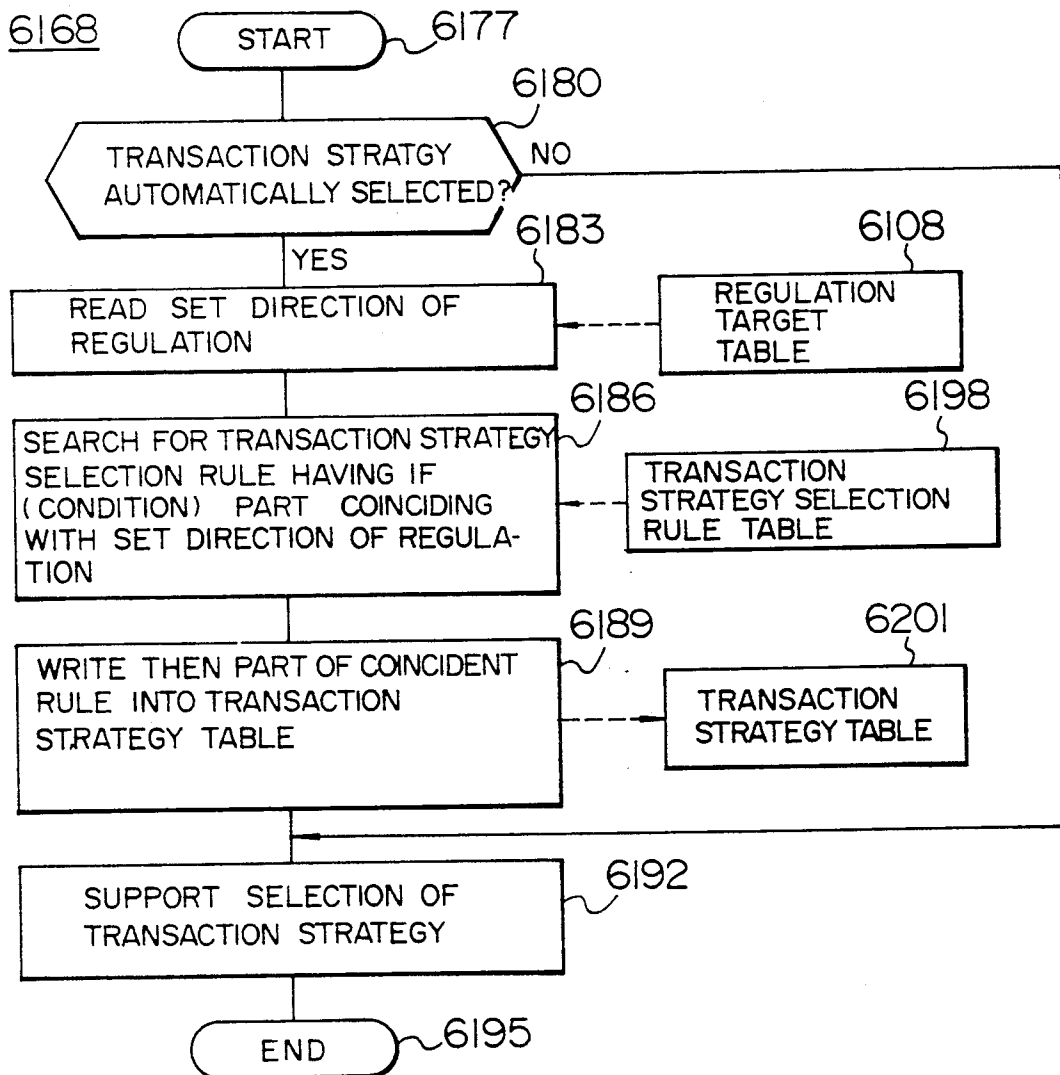 6168
START
6177
6180
TRANSACTION STRATGY
AUTOMATICALLY SELECTED?
NO
YES
6183
READ SET DIRECTION OF
REGULATION
6108
REGULATION
TARGET
TABLE
6186
SEARCH FOR TRANSACTION STRATEGY
SELECTION RULE HAVING IF
(CONDITION) PART COINCIDING
WITH SET DIRECTION OF REGULA-
TION
6198
TRANSACTION
STRATEGY SELECTION
RULE TABLE
6189
WRITE THEN PART OF COINCIDENT
RULE INTO TRANSACTION
STRATEGY TABLE
6201
TRANSACTION
STRATEGY TABLE
6192
SUPPORT SELECTION OF
TRANSACTION STRATEGY
END
6195